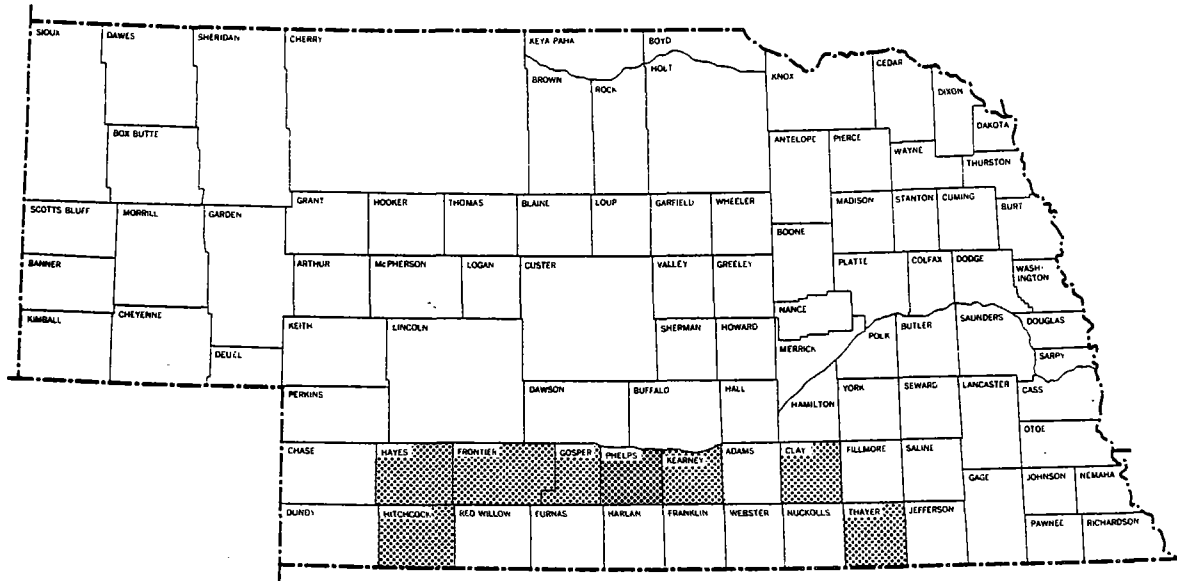 SIOUX
DAWES
SHERIDAN
CHERRY
KEYA PAHA
BOYD
BROWN
ROCK
HOLT
KNOX
CEDAR
DIXON
DAKOTA
BOX BUTTE
ANTELOPE
PIERCE
WAYNE
THURSTON
SCOTTS BLUFF
MORRILL
GARDEN
GRANT
HOOKER
THOMAS
BLAINE
LOUP
GARFIELD
WHEELER
BOONE
MADISON
STANTON
CUMING
BURT
BANNER
ARTHUR
McPHERSON
LOGAN
CUSTER
VALLEY
GREELEY
PLATTE
COLFAX
DODGE
WASH-
INGTON
KIMBALL
CHEYENNE
DEUEL
KEITH
LINCOLN
SHERMAN
HOWARD
NANCE
MERRICK
POLK
BUTLER
SAUNDERS
DOUGLAS
SARPY
PERKINS
DAWSON
BUFFALO
HALL
HAMILTON
YORK
SEWARD
LANCASTER
CASS
OTOE
CHASE
HAYES
FRONTIER
GOSPER
PHELPS
KEARNEY
ADAMS
CLAY
FILLMORE
SALINE
GAGE
JOHNSON
NEMAHA
DUNDY
HITCHCOCK
RED WILLOW
FURNAS
HARLAN
FRANKLIN
WEBSTER
NUCKOLLS
THAYER
JEFFERSON
PAWNEE
RICHARDSON